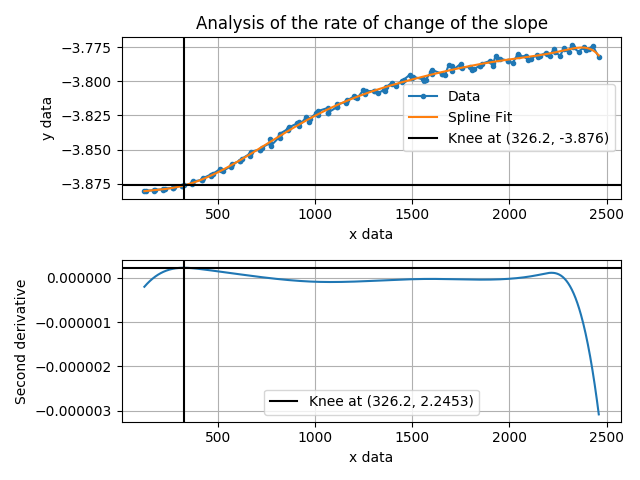 Analysis of the rate of change of the slope
−3.775
−3.800
−3.825
−3.850
−3.875
y data
Data
Spline Fit
Knee at (326.2, -3.876)
500
1000
1500
2000
2500
x data
0.000000
−0.000001
−0.000002
−0.000003
Second derivative
Knee at (326.2, 2.2453)
500
1000
1500
2000
2500
x data